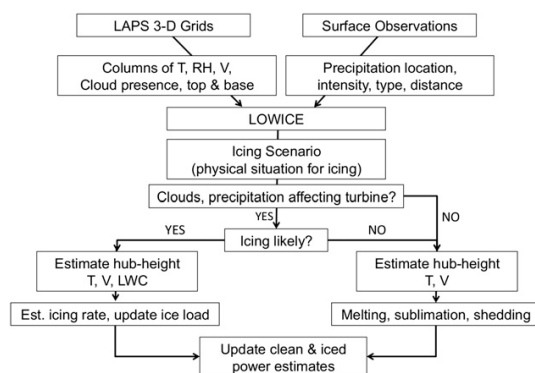 LAPS 3-D Grids
Surface Observations
Columns of T, RH, V,
Cloud presence, top & base
Precipitation location,
intensity, type, distance
LOWICE
Icing Scenario
(physical situation for icing)
Clouds, precipitation affecting turbine?
YES
NO
YES
Icing likely?
NO
Estimate hub-height
T, V, LWC
Estimate hub-height
T, V
Est. icing rate, update ice load
Melting, sublimation, shedding
Update clean & iced
power estimates